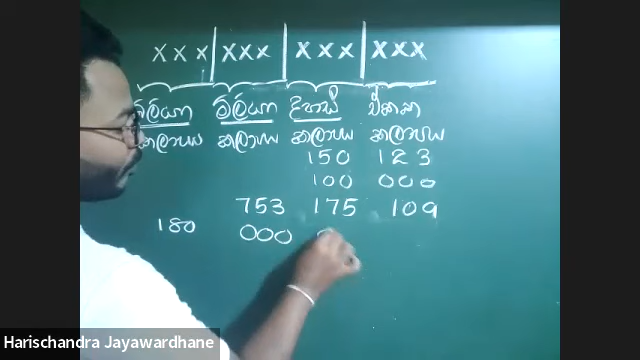 XXX | XXX | XXX | XXX
බිලියන මිලියන දහස් ඒකක
කලාපය කලාපය කලාපය කලාපය
150 123
100 000
753 175 109
180 000
Harischandra Jayawardhane